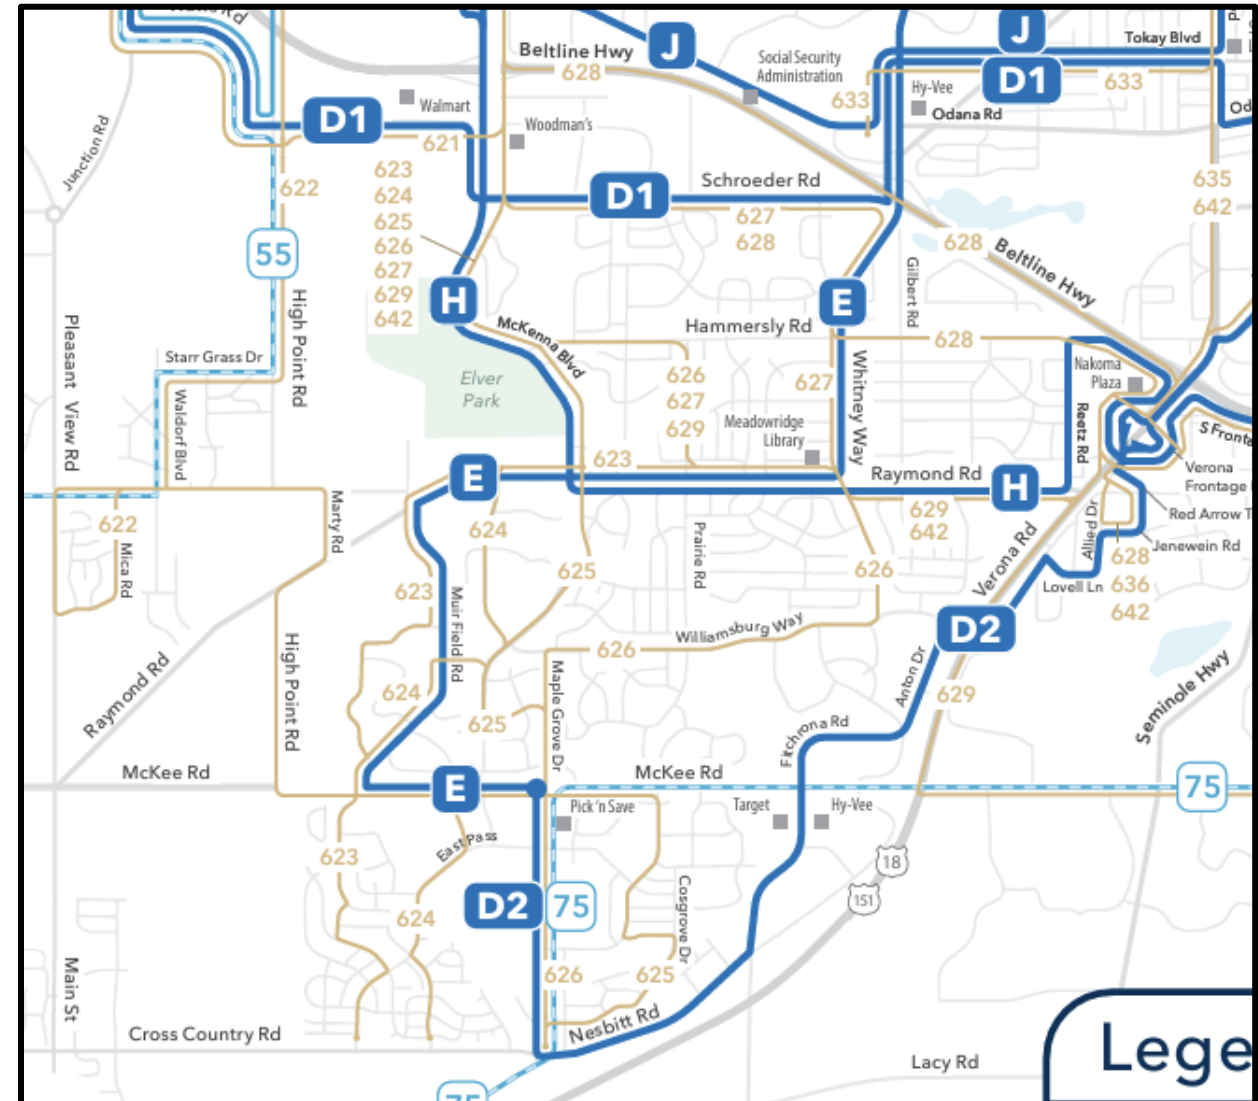 J
J
Tokay Blvd
Beltline Hwy
628
Social Security
Administration
D1
633
633
Hy-Vee
Odana Rd
Walmart
Woodman's
D1
621
Junction Rd
622
623
624
625
626
627
629
642
D1
Schroeder Rd
627
628
635
642
55
628
Beltline Hwy
Gilbert Rd
H
E
High Point Rd
Pleasant View Rd
McKenna Blvd
Hammersly Rd
628
Starr Grass Dr
Waldorf Blvd
Elver
Park
626
627
629
627
Whitney Way
Nakoma
Plaza
Reetz Rd
Meadowridge
Library
623
E
Raymond Rd
H
Verona
Frontage
Red Arrow T
Jenewein Rd
629
642
622
Mica Rd
Marty Rd
624
Prairie Rd
625
626
Verona Rd
Allied Dr
Lovell Ln
628
636
642
623
Muir Field Rd
Williamsburg Way
D2
626
Raymond Rd
High Point Rd
624
625
Maple Grove Dr
Anton Dr
629
Fitchrona Rd
Seminole Hwy
McKee Rd
E
McKee Rd
75
Pick 'n Save
Target
Hy-Vee
East Pass
623
18
151
D2
75
Cosgrove Dr
624
626
625
Main St
Nesbitt Rd
Cross Country Rd
Lacy Rd
75
Lege